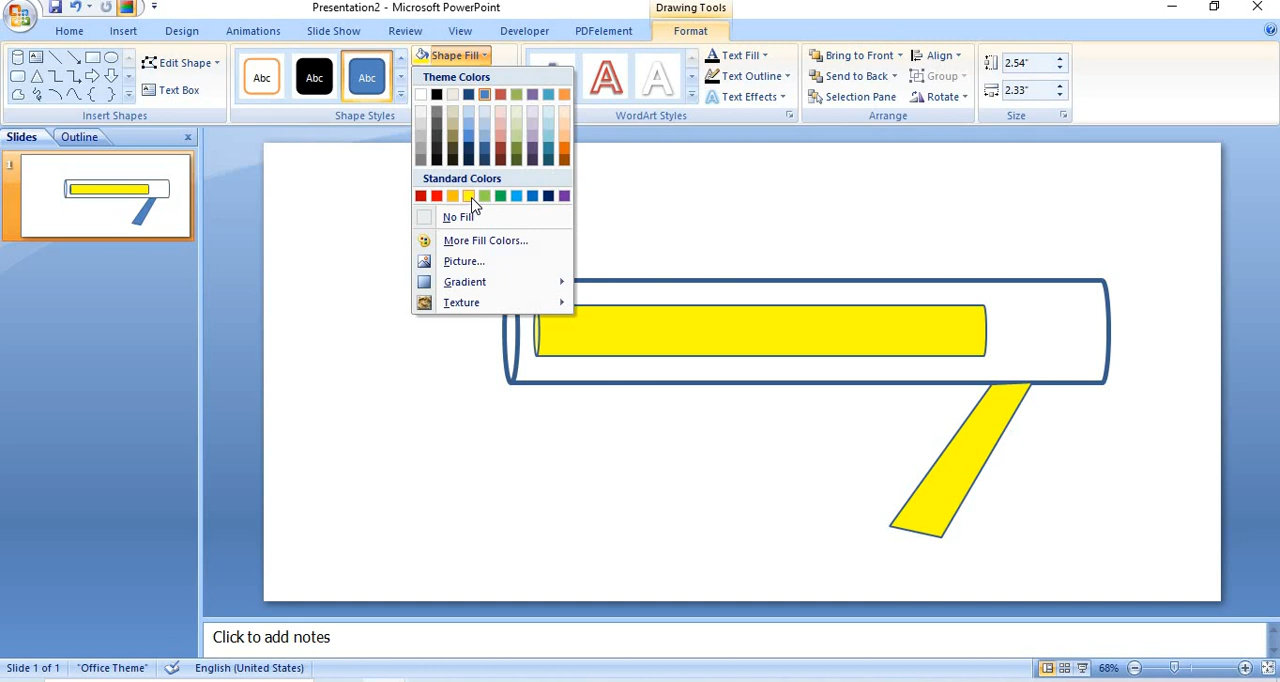 Presentation2 - Microsoft PowerPoint
Drawing Tools
Home
Insert
Design
Animations
Slide Show
Review
View
Developer
PDFelement
Format
Edit Shape
Text Box
Insert Shapes
Abc
Abc
Abc
Shape Styles
Shape Fill
Theme Colors
Standard Colors
No Fill
More Fill Colors...
Picture...
Gradient
Texture
A
A
Text Fill
Text Outline
Text Effects
WordArt Styles
Bring to Front
Send to Back
Selection Pane
Align
Group
Rotate
Arrange
2.54"
2.33"
Size
Slides
Outline
1
Click to add notes
Slide 1 of 1
"Office Theme"
English (United States)
68%